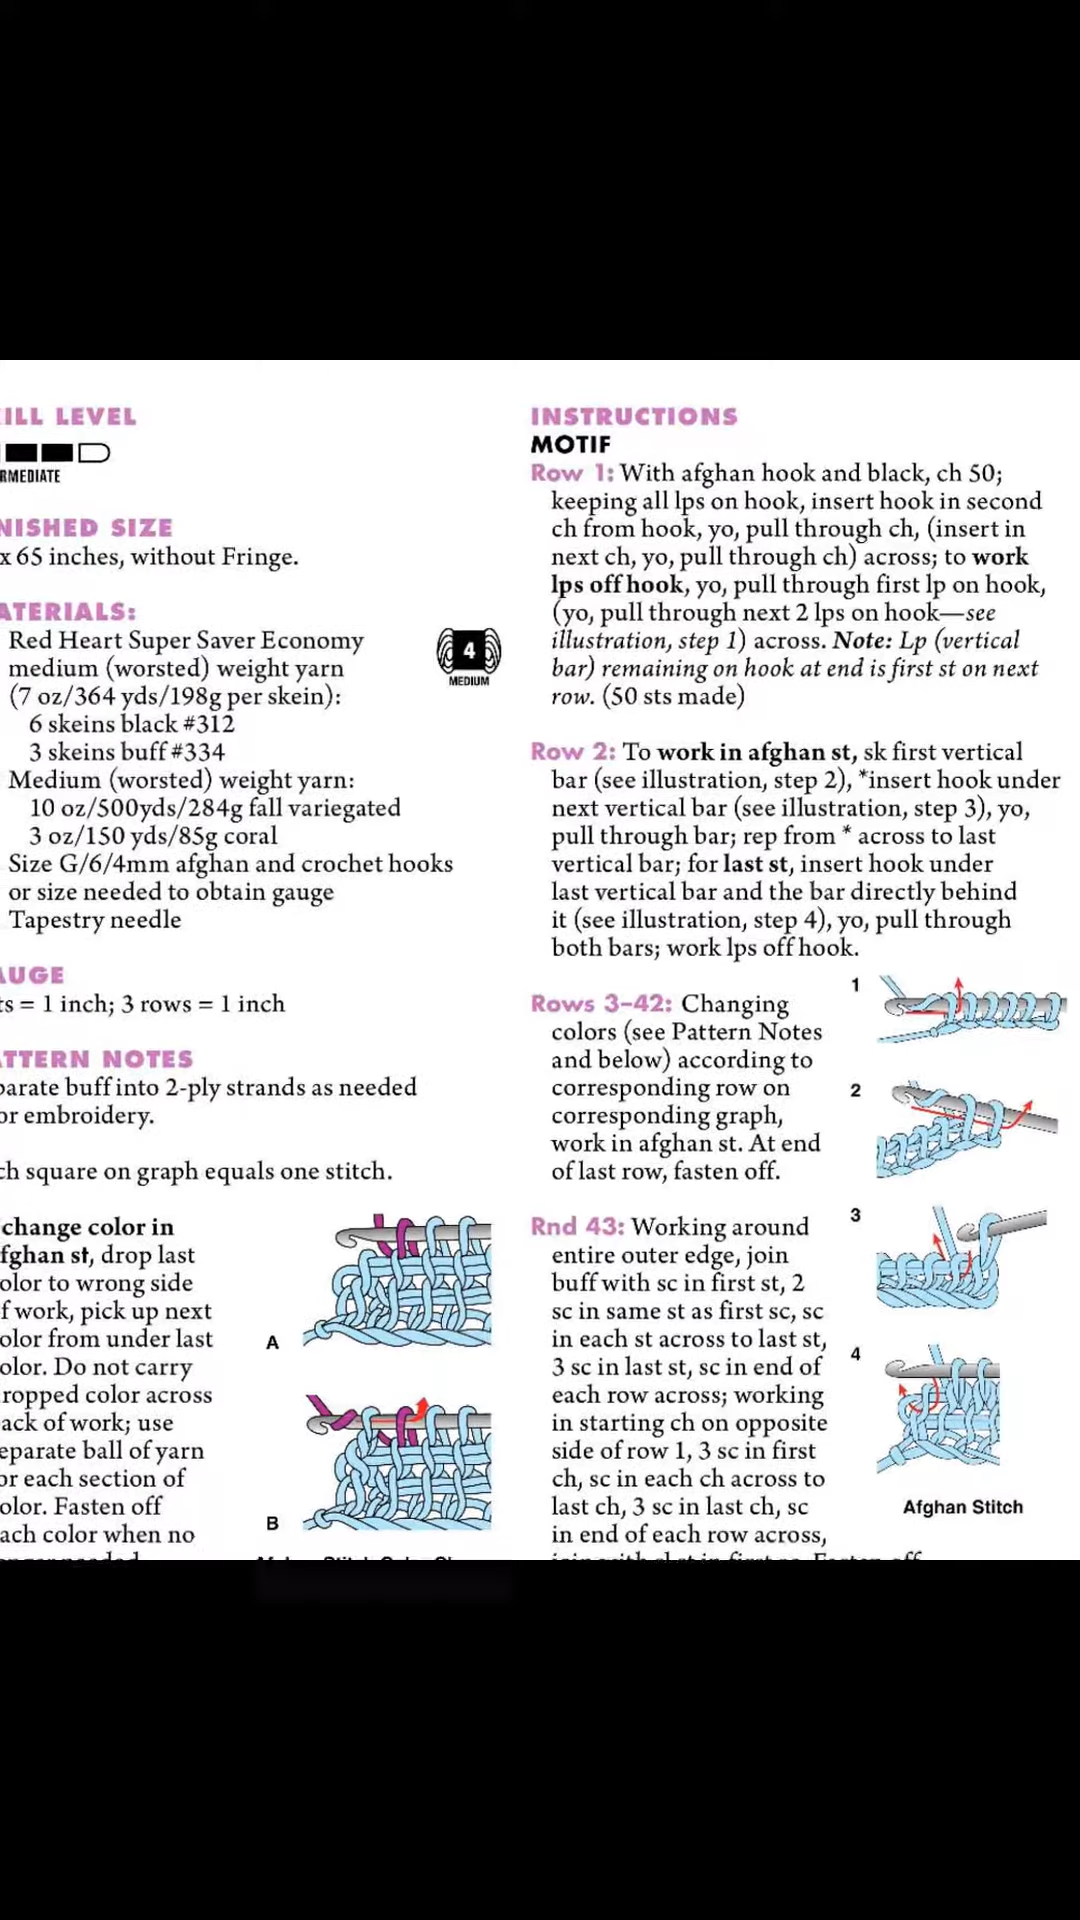 ILL LEVEL
RMEDIATE
NISHED SIZE
x 65 inches, without Fringe.
ATERIALS:
Red Heart Super Saver Economy
medium (worsted) weight yarn
(7 oz/364 yds/198g per skein):
6 skeins black #312
3 skeins buff #334
Medium (worsted) weight yarn:
10 oz/500yds/284g fall variegated
3 oz/150 yds/85g coral
Size G/6/4mm afghan and crochet hooks
or size needed to obtain gauge
Tapestry needle
4
MEDIUM
AUGE
ts = 1 inch; 3 rows = 1 inch
ATTERN NOTES
parate buff into 2-ply strands as needed
or embroidery.
ch square on graph equals one stitch.
change color in
fghan st, drop last
olor to wrong side
f work, pick up next
olor from under last
olor. Do not carry
ropped color across
ack of work; use
eparate ball of yarn
or each section of
olor. Fasten off
ach color when no
A
B
INSTRUCTIONS
MOTIF
Row 1: With afghan hook and black, ch 50;
keeping all lps on hook, insert hook in second
ch from hook, yo, pull through ch, (insert in
next ch, yo, pull through ch) across; to work
lps off hook, yo, pull through first lp on hook,
(yo, pull through next 2 lps on hook—see
illustration, step 1) across. Note: Lp (vertical
bar) remaining on hook at end is first st on next
row. (50 sts made)
Row 2: To work in afghan st, sk first vertical
bar (see illustration, step 2), *insert hook under
next vertical bar (see illustration, step 3), yo,
pull through bar; rep from * across to last
vertical bar; for last st, insert hook under
last vertical bar and the bar directly behind
it (see illustration, step 4), yo, pull through
both bars; work lps off hook.
Rows 3–42: Changing
colors (see Pattern Notes
and below) according to
corresponding row on
corresponding graph,
work in afghan st. At end
of last row, fasten off.
Rnd 43: Working around
entire outer edge, join
buff with sc in first st, 2
sc in same st as first sc, sc
in each st across to last st,
3 sc in last st, sc in end of
each row across; working
in starting ch on opposite
side of row 1, 3 sc in first
ch, sc in each ch across to
last ch, 3 sc in last ch, sc
in end of each row across,
1
2
3
4
Afghan Stitch